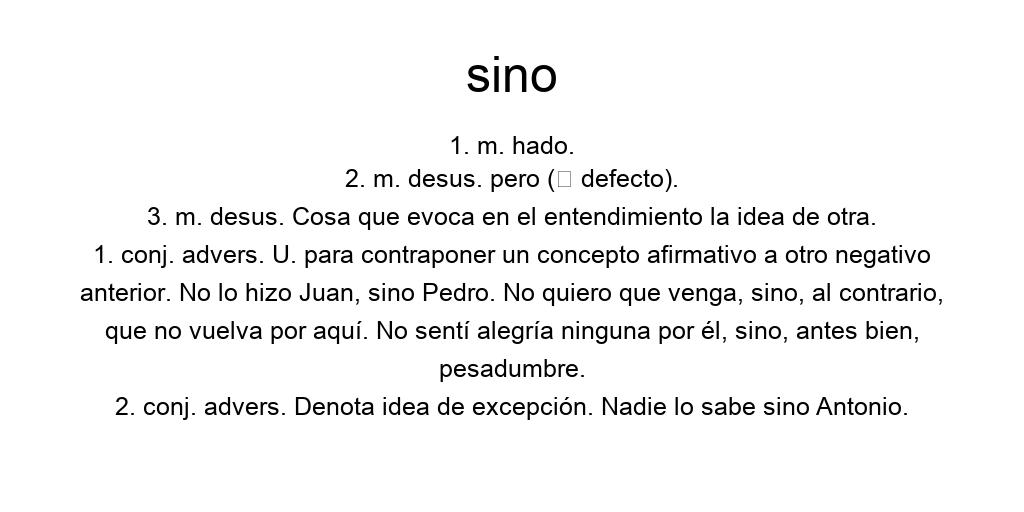 sino
1. m. hado.
2. m. desus. pero (□ defecto).
3. m. desus. Cosa que evoca en el entendimiento la idea de otra.
1. conj. advers. U. para contraponer un concepto afirmativo a otro negativo
anterior. No lo hizo Juan, sino Pedro. No quiero que venga, sino, al contrario,
que no vuelva por aquí. No sentí alegría ninguna por él, sino, antes bien,
pesadumbre.
2. conj. advers. Denota idea de excepción. Nadie lo sabe sino Antonio.